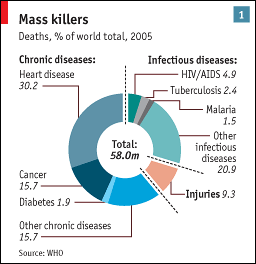 1
Mass killers
Deaths, % of world total, 2005
Chronic diseases:
Heart disease
30.2
Cancer
15.7
Diabetes 1.9
Other chronic diseases
15.7
Infectious diseases:
HIV/AIDS 4.9
Tuberculosis 2.4
Malaria
1.5
Other
infectious
diseases
20.9
Injuries 9.3
Total:
58.0m
Source: WHO